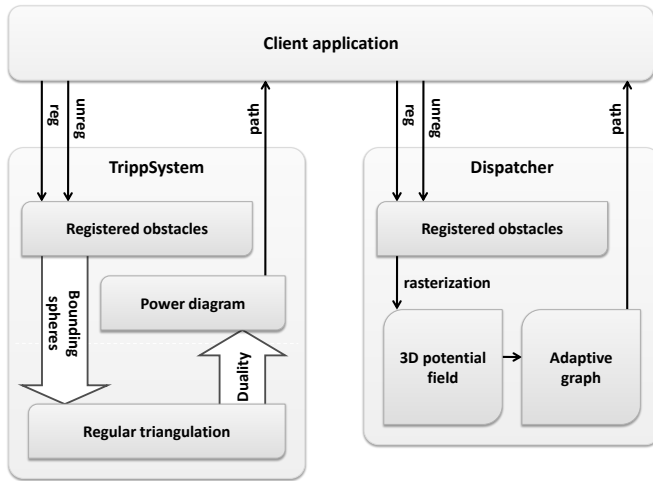 Client application
reg
unreg
path
reg
unreg
path
TrippSystem
Dispatcher
Registered obstacles
Registered obstacles
Bounding
spheres
rasterization
Power diagram
3D potential
field
Adaptive
graph
Duality
Regular triangulation